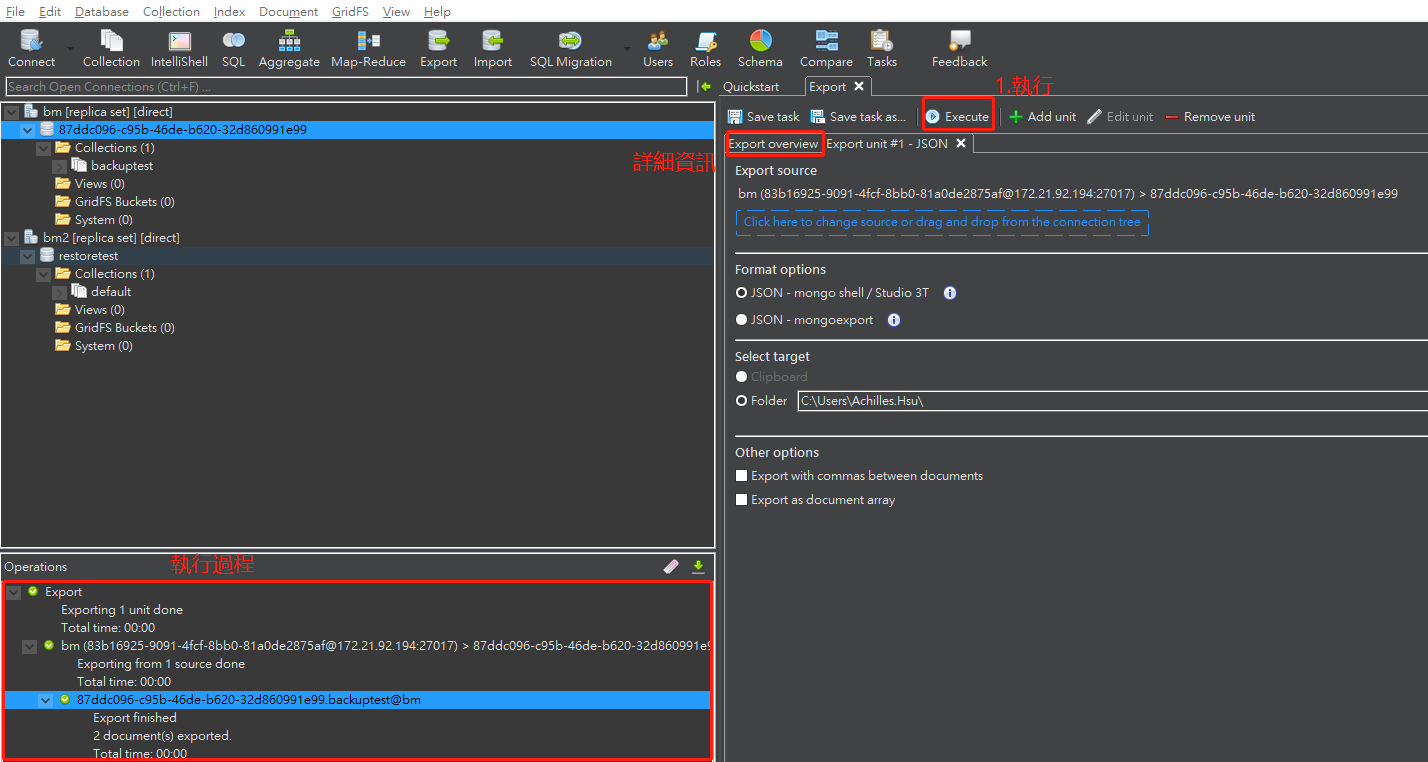 File Edit Database Collection Index Document GridFS View Help
Connect Collection IntelliShell SQL Aggregate Map-Reduce Export Import SQL Migration Users Roles Schema Compare Tasks Feedback
Search Open Connections (Ctrl+F) ...
bm [replica set] [direct]
87ddc096-c95b-46de-b620-32d860991e99
Collections (1)
backuptest
Views (0)
GridFS Buckets (0)
System (0)
bm2 [replica set] [direct]
restoretest
Collections (1)
default
Views (0)
GridFS Buckets (0)
System (0)
Quickstart Export
1.執行
Save task Save task as... Execute Add unit Edit unit Remove unit
詳細資訊
Export overview Export unit #1 - JSON
Export source
bm (83b16925-9091-4fcf-8bb0-81a0de2875af@172.21.92.194:27017) > 87ddc096-c95b-46de-b620-32d860991e99
Click here to change source or drag and drop from the connection tree
Format options
JSON - mongo shell / Studio 3T
JSON - mongoexport
Select target
Clipboard
Folder C:\Users\Achilles.Hsu\
Other options
Export with commas between documents
Export as document array
Operations
執行過程
Export
Exporting 1 unit done
Total time: 00:00
bm (83b16925-9091-4fcf-8bb0-81a0de2875af@172.21.92.194:27017) > 87ddc096-c95b-46de-b620-32d860991e9
Exporting from 1 source done
Total time: 00:00
87ddc096-c95b-46de-b620-32d860991e99.backuptest@bm
Export finished
2 document(s) exported.
Total time: 00:00